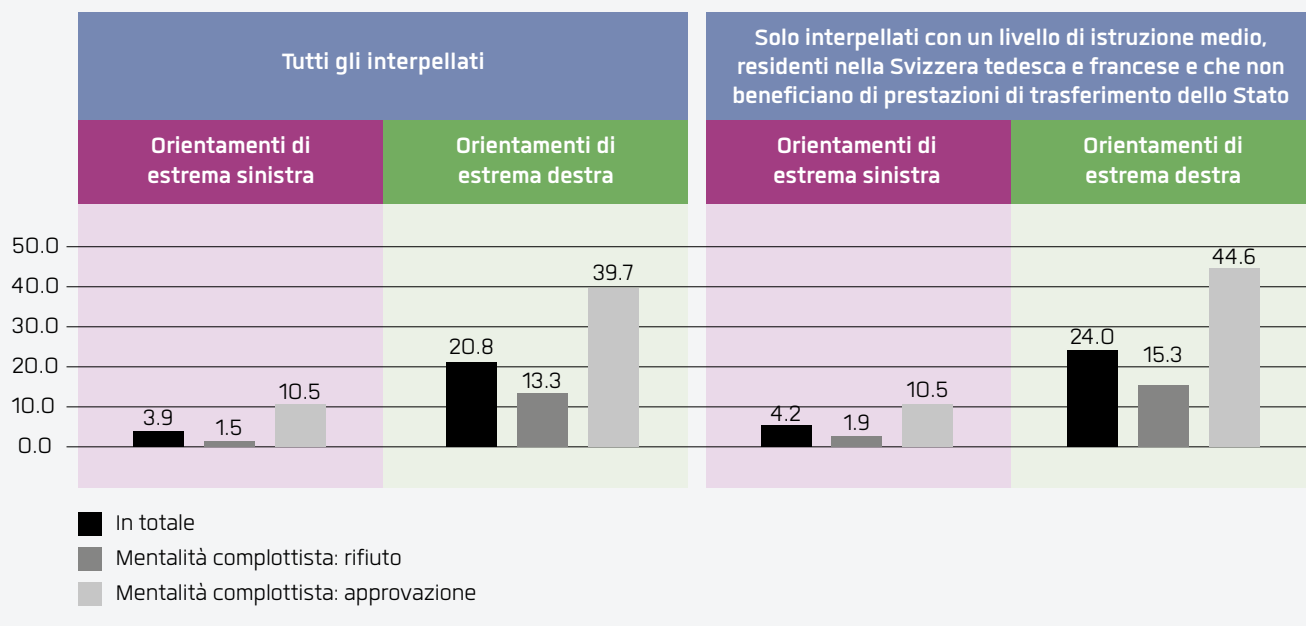 Tutti gli interpellati
Solo interpellati con un livello di istruzione medio,
residenti nella Svizzera tedesca e francese e che non
beneficiano di prestazioni di trasferimento dello Stato
Orientamenti di
estrema sinistra
Orientamenti di
estrema destra
Orientamenti di
estrema sinistra
Orientamenti di
estrema destra
50.0
40.0
30.0
20.0
10.0
0.0
3.9
1.5
10.5
20.8
13.3
39.7
4.2
1.9
10.5
24.0
15.3
44.6
In totale
Mentalità complottista: rifiuto
Mentalità complottista: approvazione